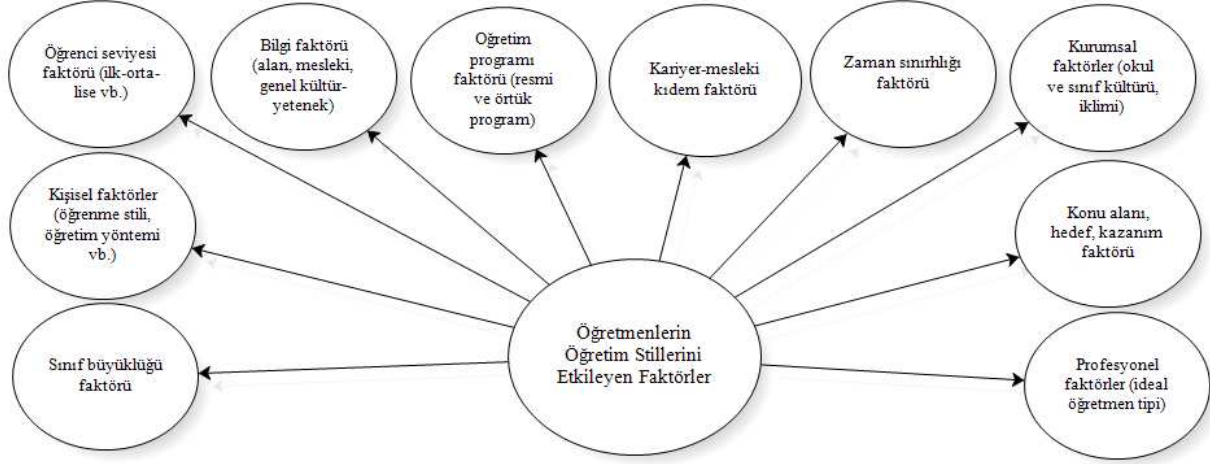 Öğrenci seviyesi
faktörü (ilk-orta-
lise vb.)
Bilgi faktörü
(alan, mesleki,
genel kültür-
yetenek)
Oğretim
programı
faktörü (resmi
ve örtük
program)
Kariyer-mesleki
kıdem faktörü
Zaman sınırlılığı
faktörü
Kurumsal
faktörler (okul
ve sınıf kültürü,
iklimi)
Kişisel faktörler
(öğrenme stili,
öğretim yöntemi
vb.)
Konu alanı,
hedef, kazanım
faktörü
Sınıf büyüklüğü
faktörü
Öğretmenlerin
Öğretim Stillerini
Etkileyen Faktörler
Profesyonel
faktörler (ideal
öğretmen tipi)